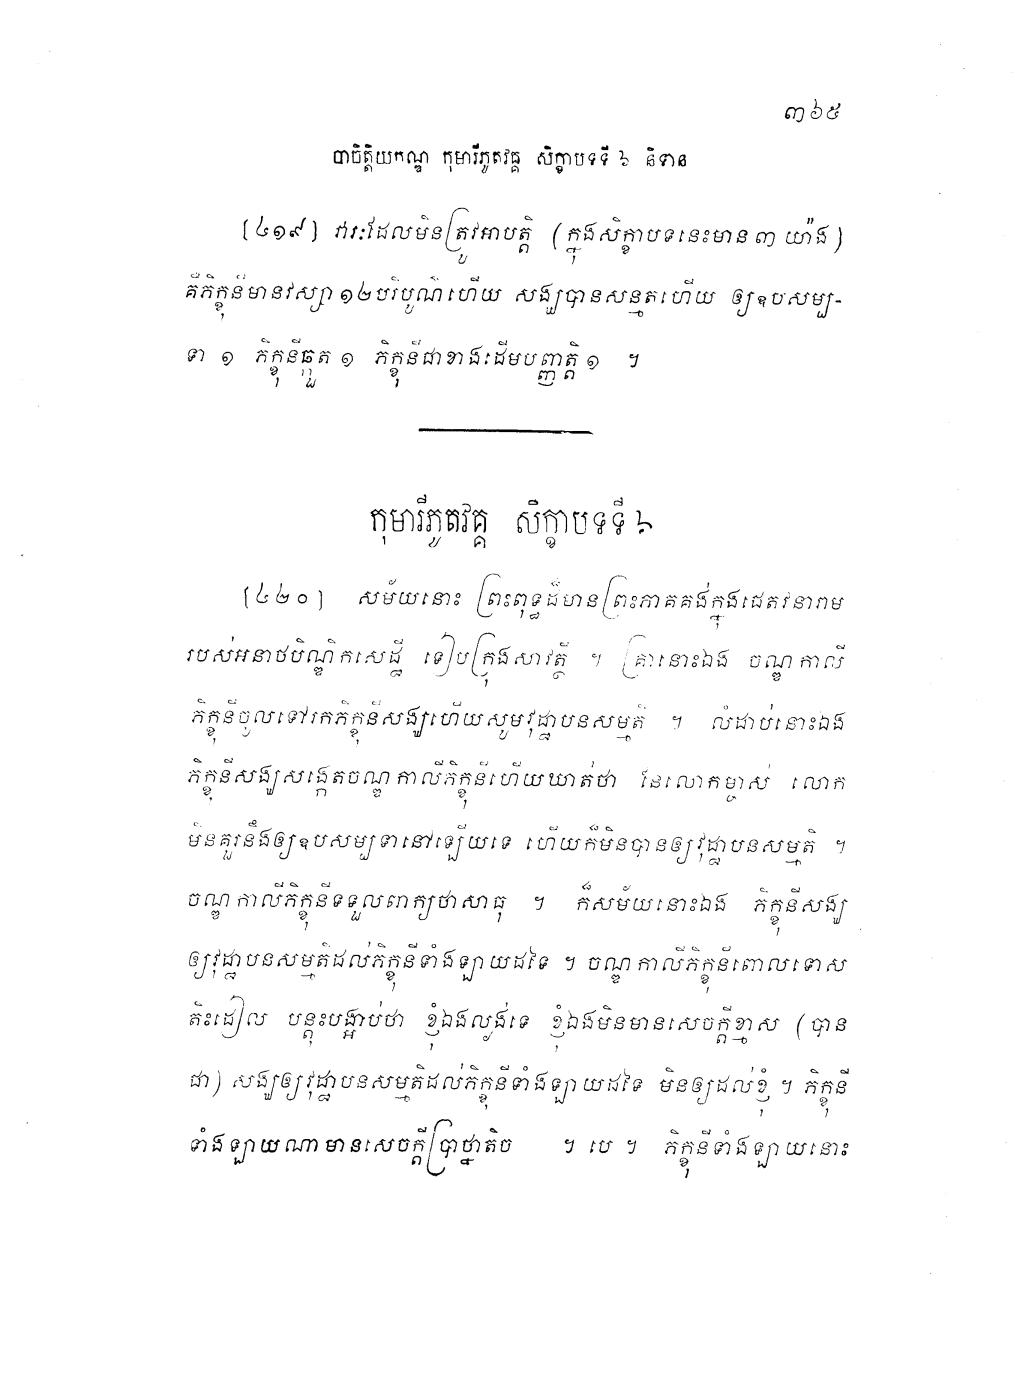 ៣៦៥
បាចិត្តិយកណ្ឌ កុមារីភូតវគ្គ សិក្ខាបទទី ៦ និទាន
[៤១៩] វារៈដែលមិនត្រូវអាបត្តិ (ក្នុងសិក្ខាបទនេះមាន ៣ យ៉ាង)
គឺភិក្ខុនីមានវស្សា ១២ បរិបូណ៌ហើយ សង្ឃបានសន្មតហើយ ឲ្យឧបសម្ប-
ទា ១ ភិក្ខុនីឆ្កួត ១ ភិក្ខុនីជាខាងដើមបញ្ញត្តិ ១ ។
កុមារីភូតវគ្គ សិក្ខាបទទី ៦
[៤២០] សម័យនោះ ព្រះពុទ្ធដ៏មានព្រះភាគគង់ក្នុងជេតវនារាម
របស់អនាថបិណ្ឌិកសេដ្ឋី ទៀបក្រុងសាវត្ថី ។ គ្រានោះឯង ចណ្ឌកាលី
ភិក្ខុនីចូលទៅរកភិក្ខុនីសង្ឃហើយសូមវុដ្ឋាបនសម្មតិ ។ លំដាប់នោះឯង
ភិក្ខុនីសង្ឃសង្កេតចណ្ឌកាលីភិក្ខុនីហើយឃាត់ថា នែលោកម្ចាស់ លោក
មិនគួរនឹងឲ្យឧបសម្បទានៅឡើយទេ ហើយក៏មិនបានឲ្យវុដ្ឋាបនសម្មតិ ។
ចណ្ឌកាលីភិក្ខុនីទទួលពាក្យថាសាធុ ។ ក៏សម័យនោះឯង ភិក្ខុនីសង្ឃ
ឲ្យវុដ្ឋាបនសម្មតិដល់ភិក្ខុនីទាំងឡាយដទៃ ។ ចណ្ឌកាលីភិក្ខុនីពោលទោស
តិះដៀល បន្តុះបង្អាប់ថា ខ្ញុំឯងល្ងង់ទេ ខ្ញុំឯងមិនមានសេចក្តីខ្មាស (បាន
ជា) សង្ឃឲ្យវុដ្ឋាបនសម្មតិដល់ភិក្ខុនីទាំងឡាយដទៃ មិនឲ្យដល់ខ្ញុំ ។ ភិក្ខុនី
ទាំងឡាយណាមានសេចក្តីប្រាថ្នាតិច ។ បេ ។ ភិក្ខុនីទាំងឡាយនោះ